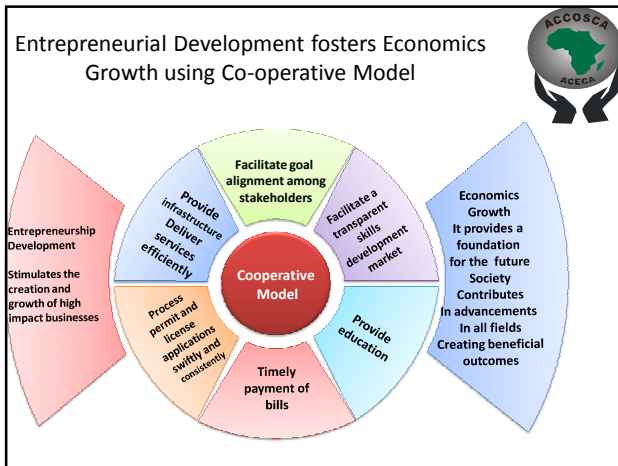 Entrepreneurial Development fosters Economics
Growth using Co-operative Model
ACCOSCA
ACECA
Entrepreneurship
Development
Stimulates the
creation and
growth of high
impact businesses
Provide
infrastructure
Deliver
services
efficiently
Facilitate goal
alignment among
stakeholders
Facilitate a
transparent
skills
development
market
Cooperative
Model
Process
permit and
license
applications
swiftly and
consistently
Timely
payment of
bills
Provide
education
Economics
Growth
It provides a
foundation
for the future
Society
Contributes
In advancements
In all fields
Creating beneficial
outcomes